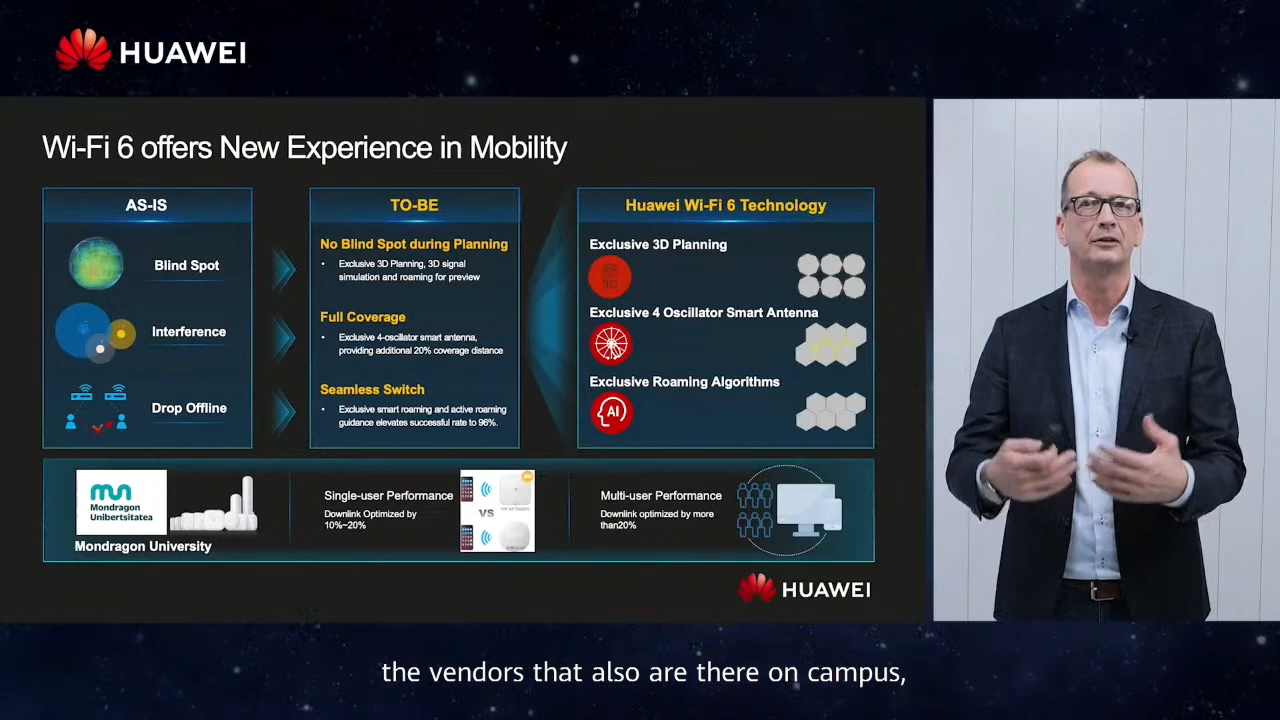 HUAWEI
Wi-Fi 6 offers New Experience in Mobility
AS-IS
Blind Spot
Interference
Drop Offline
TO-BE
No Blind Spot during Planning
• Exclusive 3D Planning, 3D signal
simulation and roaming for preview
Full Coverage
• Exclusive 4-oscillator smart antenna,
providing additional 20% coverage distance
Seamless Switch
• Exclusive smart roaming and active roaming
guidance elevates successful rate to 96%.
Huawei Wi-Fi 6 Technology
Exclusive 3D Planning
3D
Exclusive 4 Oscillator Smart Antenna
Exclusive Roaming Algorithms
AI
Mondragon
Unibertsitatea
Mondragon University
Single-user Performance
Downlink Optimized by
10%~20%
VS
Multi-user Performance
Downlink optimized by more
than20%
HUAWEI
the vendors that also are there on campus,